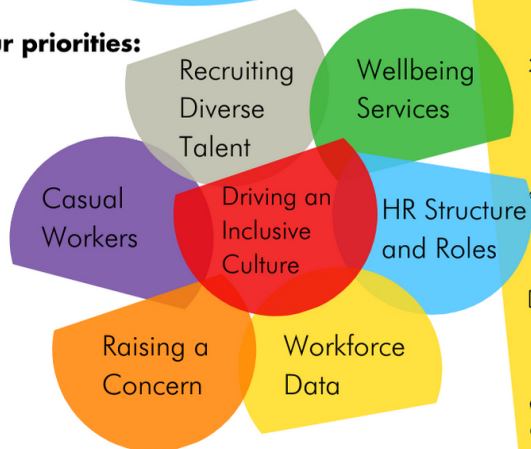 ur priorities:
Recruiting
Diverse
Talent
Wellbeing
Services
Casual
Workers
Driving an
Inclusive
Culture
HR Structure
and Roles
Raising a
Concern
Workforce
Data